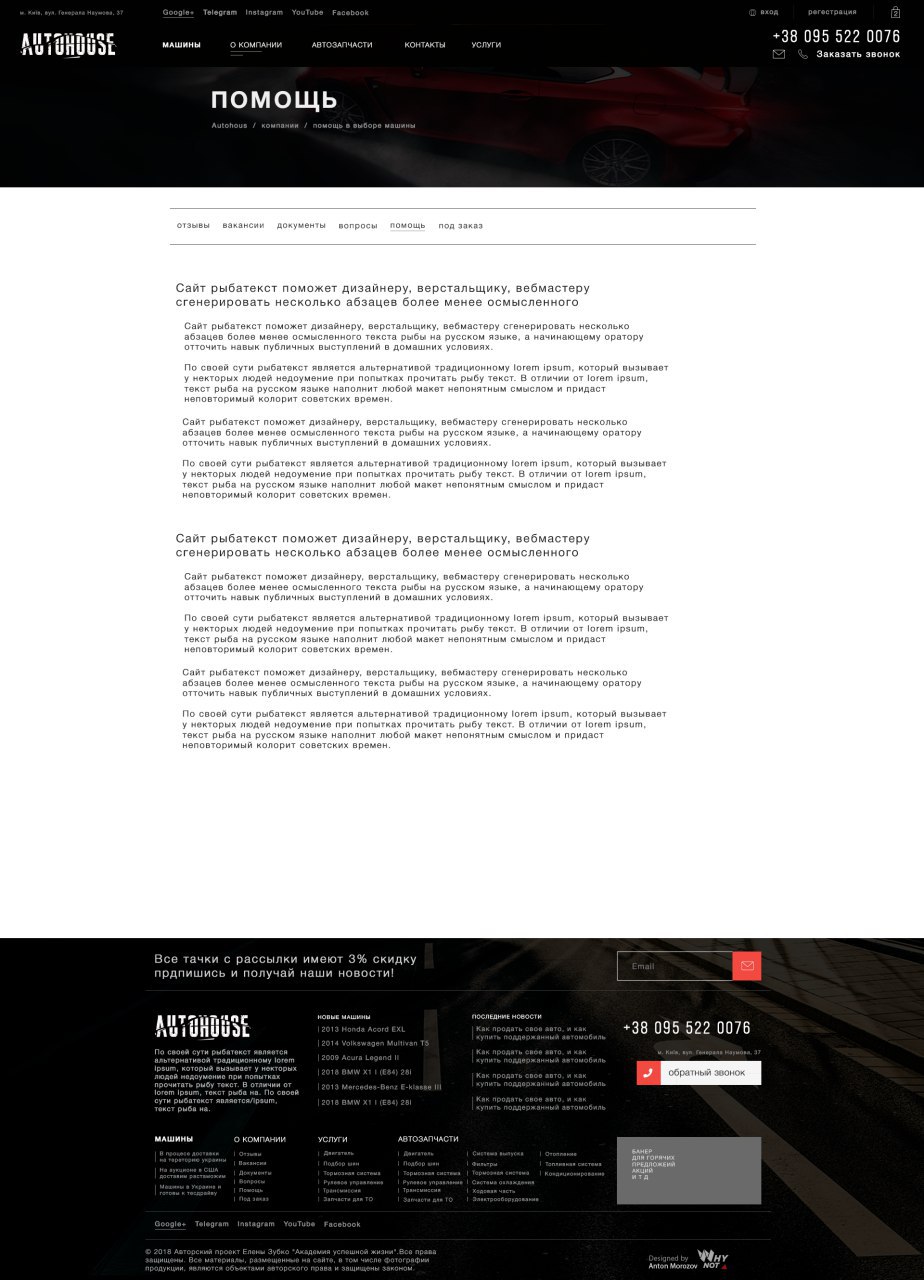 м. Київ, вул. Генерала Наумова, 37
Google+ Telegram Instagram YouTube Facebook
вход регестрация 2
AUTOHOUSE
МАШИНЫ О КОМПАНИИ АВТОЗАПЧАСТИ КОНТАКТЫ УСЛУГИ
+38 095 522 0076
Заказать звонок
ПОМОЩЬ
Autohous / компании / помощь в выборе машины
отзывы вакансии документы вопросы помощь под заказ
Сайт рыбатекст поможет дизайнеру, верстальщику, вебмастеру
сгенерировать несколько абзацев более менее осмысленного
Сайт рыбатекст поможет дизайнеру, верстальщику, вебмастеру сгенерировать несколько
абзацев более менее осмысленного текста рыбы на русском языке, а начинающему оратору
отточить навык публичных выступлений в домашних условиях.
По своей сути рыбатекст является альтернативой традиционному lorem ipsum, который вызывает
у некторых людей недоумение при попытках прочитать рыбу текст. В отличии от lorem ipsum,
текст рыба на русском языке наполнит любой макет непонятным смыслом и придаст
неповторимый колорит советских времен.
Сайт рыбатекст поможет дизайнеру, верстальщику, вебмастеру сгенерировать несколько
абзацев более менее осмысленного текста рыбы на русском языке, а начинающему оратору
отточить навык публичных выступлений в домашних условиях.
По своей сути рыбатекст является альтернативой традиционному lorem ipsum, который вызывает
у некторых людей недоумение при попытках прочитать рыбу текст. В отличии от lorem ipsum,
текст рыба на русском языке наполнит любой макет непонятным смыслом и придаст
неповторимый колорит советских времен.
Сайт рыбатекст поможет дизайнеру, верстальщику, вебмастеру
сгенерировать несколько абзацев более менее осмысленного
Сайт рыбатекст поможет дизайнеру, верстальщику, вебмастеру сгенерировать несколько
абзацев более менее осмысленного текста рыбы на русском языке, а начинающему оратору
отточить навык публичных выступлений в домашних условиях.
По своей сути рыбатекст является альтернативой традиционному lorem ipsum, который вызывает
у некторых людей недоумение при попытках прочитать рыбу текст. В отличии от lorem ipsum,
текст рыба на русском языке наполнит любой макет непонятным смыслом и придаст
неповторимый колорит советских времен.
Сайт рыбатекст поможет дизайнеру, верстальщику, вебмастеру сгенерировать несколько
абзацев более менее осмысленного текста рыбы на русском языке, а начинающему оратору
отточить навык публичных выступлений в домашних условиях.
По своей сути рыбатекст является альтернативой традиционному lorem ipsum, который вызывает
у некторых людей недоумение при попытках прочитать рыбу текст. В отличии от lorem ipsum,
текст рыба на русском языке наполнит любой макет непонятным смыслом и придаст
неповторимый колорит советских времен.
Все тачки с рассылки имеют 3% скидку
прдпишись и получай наши новости!
Email
AUTOHOUSE
По своей сути рыбатекст является
альтернативой традиционному lorem
ipsum, который вызывает у некторых
людей недоумение при попытках
прочитать рыбу текст. В отличии от
lorem ipsum, текст рыба на. По своей
сути рыбатекст является/ipsum,
текст рыба на.
НОВЫЕ МАШИНЫ
2013 Honda Acord EXL
2014 Volkswagen Multivan T5
2009 Acura Legend II
2018 BMW X1 I (E84) 28I
2013 Mercedes-Benz E-klasse III
2018 BMW X1 I (E84) 28I
ПОСЛЕДНИЕ НОВОСТИ
Как продать свое авто, и как
купить поддержанный автомобиль
Как продать свое авто, и как
купить поддержанный автомобиль
Как продать свое авто, и как
купить поддержанный автомобиль
Как продать свое авто, и как
купить поддержанный автомобиль
+38 095 522 0076
м. Київ, вул. Генерала Наумова, 37
обратный звонок
МАШИНЫ
В процесе доставки
на тереторию украины
На аукционе в США
доставим растаможим
Машины в Украине и
готовы к тесдрайву
О КОМПАНИИ
Отзывы
Вакансии
Документы
Вопросы
Помощь
Под заказ
УСЛУГИ
Двигатель
Подбор шин
Тормозная система
Рулевое управление
Трансмиссия
Запчасти для ТО
АВТОЗАПЧАСТИ
Двигатель
Подбор шин
Тормозная система
Рулевое управление
Трансмиссия
Запчасти для ТО
Система выпуска
Фильтры
Тормозная система
Система охлаждения
Ходовая часть
Электрооборудование
Отопление
Топливная система
Кондиционирование
БАНЕР
ДЛЯ ГОРЯЧИХ
ПРЕДЛОЖЕИЙ
АКЦИЙ
И Т Д
Google+ Telegram Instagram YouTube Facebook
© 2018 Авторский проект Елены Зубко "Академия успешной жизни".Все права
защищены. Все материалы, размещенные на сайте, в том числе фотографии
продукции, являются объектами авторского права и защищены законом.
Designed by
Anton Morozov
WHY
NOT